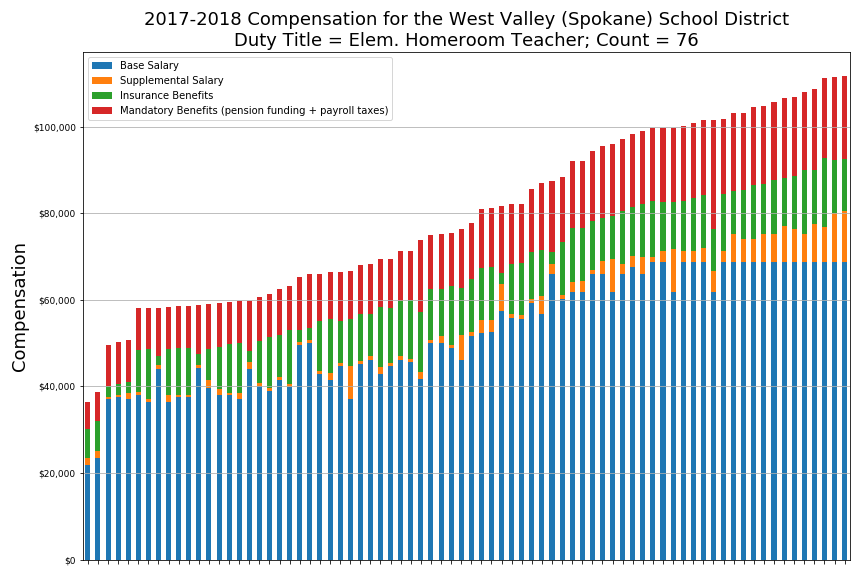 2017-2018 Compensation for the West Valley (Spokane) School District
Duty Title = Elem. Homeroom Teacher; Count = 76
Base Salary
Supplemental Salary
Insurance Benefits
Mandatory Benefits (pension funding + payroll taxes)
$100,000
$80,000
$60,000
$40,000
$20,000
$0
Compensation